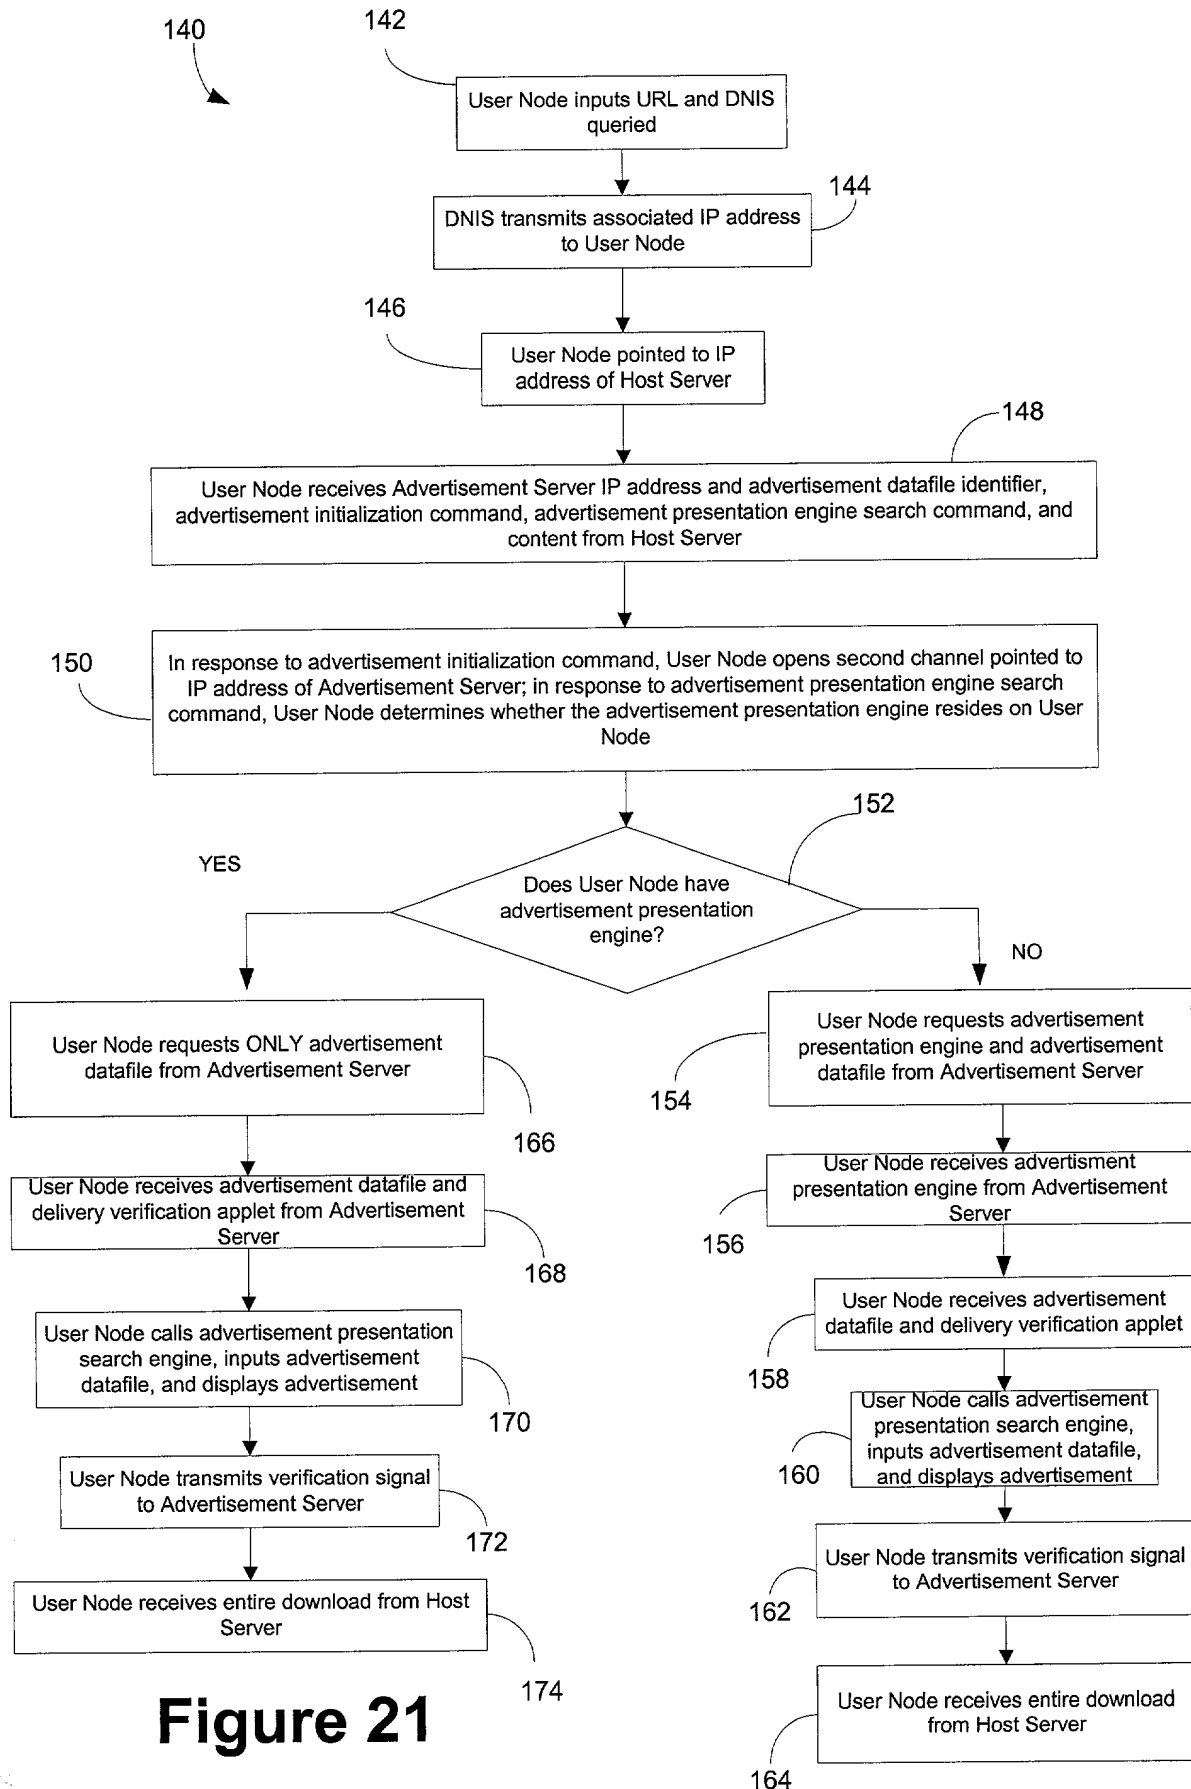 140
142
User Node inputs URL and DNIS
queried
144
DNIS transmits associated IP address
to User Node
146
User Node pointed to IP
address of Host Server
148
User Node receives Advertisement Server IP address and advertisement datafile identifier,
advertisement initialization command, advertisement presentation engine search command, and
content from Host Server
150
In response to advertisement initialization command, User Node opens second channel pointed to
IP address of Advertisement Server; in response to advertisement presentation engine search
command, User Node determines whether the advertisement presentation engine resides on User
Node
152
YES
Does User Node have
advertisement presentation
engine?
NO
User Node requests ONLY advertisement
datafile from Advertisement Server
166
User Node receives advertisement datafile and
delivery verification applet from Advertisement
Server
168
User Node calls advertisement presentation
search engine, inputs advertisement
datafile, and displays advertisement
170
User Node transmits verification signal
to Advertisement Server
172
User Node receives entire download from Host
Server
174
User Node requests advertisement
presentation engine and advertisement
datafile from Advertisement Server
154
User Node receives advertisment
presentation engine from Advertisement
Server
156
User Node receives advertisement
datafile and delivery verification applet
158
User Node calls advertisement
presentation search engine,
inputs advertisement datafile,
and displays advertisement
160
User Node transmits verification signal
to Advertisement Server
162
User Node receives entire download
from Host Server
164
Figure 21